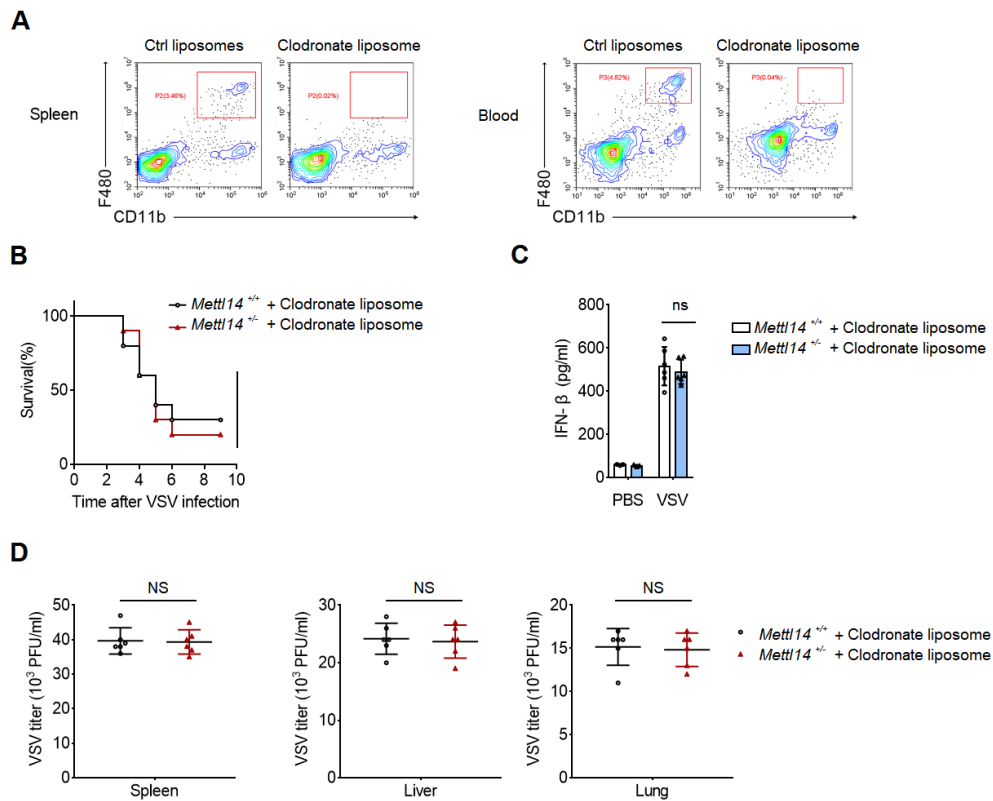 A
Ctrl liposomes Clodronate liposome Ctrl liposomes Clodronate liposome
Spleen
P2(3.46%) P2(0.02%)
Blood
P3(4.82%) P3(0.04%)
F480
F480
CD11b
CD11b
B
Mettl14 +/+ + Clodronate liposome
Mettl14 +/- + Clodronate liposome
Survival(%)
100
50
0
0 2 4 6 8 10
Time after VSV infection
C
ns
Mettl14 +/+ + Clodronate liposome
Mettl14 +/- + Clodronate liposome
IFN- β (pg/ml)
800
600
400
200
0
PBS VSV
D
NS
VSV titer (10³ PFU/ml)
50
40
30
20
10
0
Spleen
NS
VSV titer (10³ PFU/ml)
30
20
10
0
Liver
NS
VSV titer (10³ PFU/ml)
20
15
10
5
0
Lung
Mettl14 +/+ + Clodronate liposome
Mettl14 +/- + Clodronate liposome